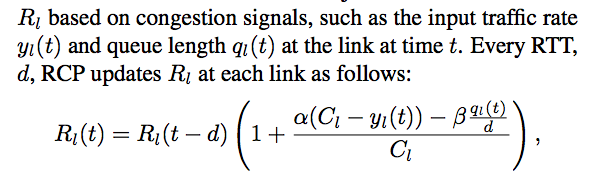 R_l based on congestion signals, such as the input traffic rate
y_l(t) and queue length q_l(t) at the link at time t. Every RTT,
d, RCP updates R_l at each link as follows:
R_l(t) = R_l(t − d) (1 + (α(C_l − y_l(t)) − β q_l(t)/d) / C_l),